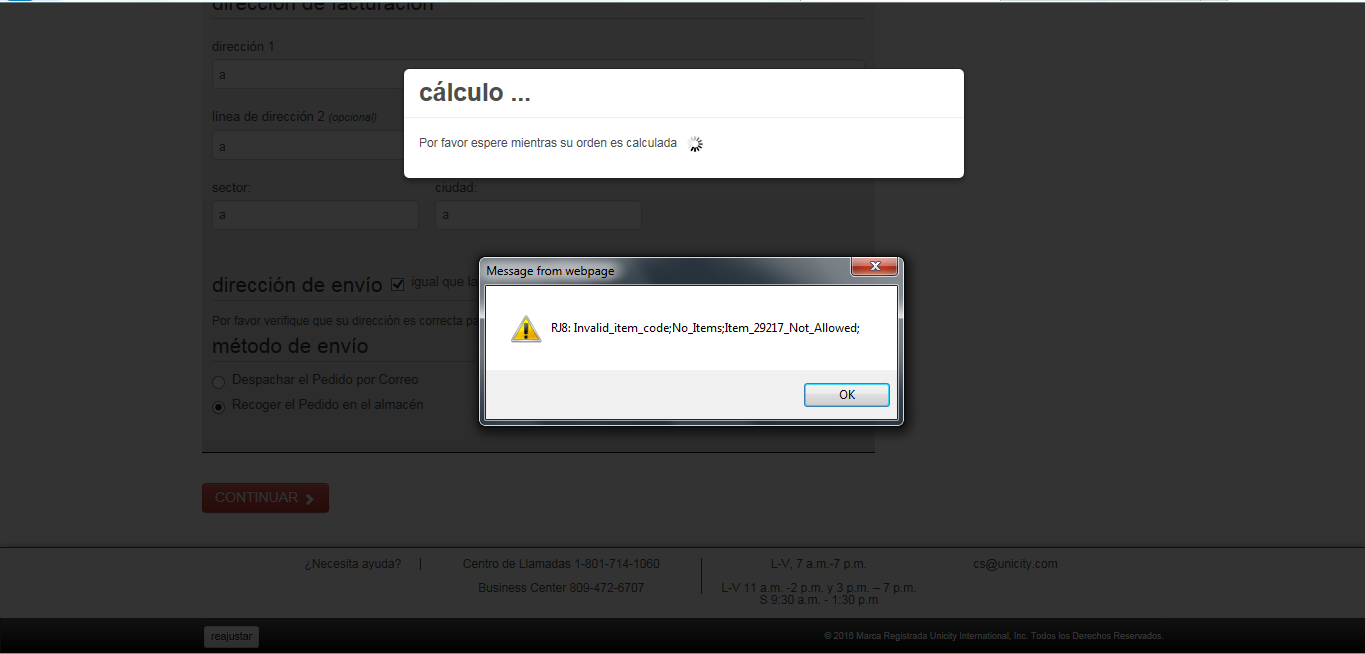 dirección de facturación
dirección 1
a
cálculo ...
línea de dirección 2 (opcional)
Por favor espere mientras su orden es calculada
a
sector:
ciudad:
a
a
Message from webpage
dirección de envío
igual que la
RJ8: Invalid_item_code;No_Items;Item_29217_Not_Allowed;
Por favor verifique que su dirección es correcta pa
método de envío
Despachar el Pedido por Correo
OK
Recoger el Pedido en el almacén
CONTINUAR
¿Necesita ayuda?
Centro de Llamadas 1-801-714-1060
L-V, 7 a.m.-7 p.m.
cs@unicity.com
Business Center 809-472-6707
L-V 11 a.m. -2 p.m. y 3 p.m. – 7 p.m.
S 9:30 a.m. - 1:30 p.m
reajustar
© 2016 Marca Registrada Unicity International, Inc. Todos los Derechos Reservados.